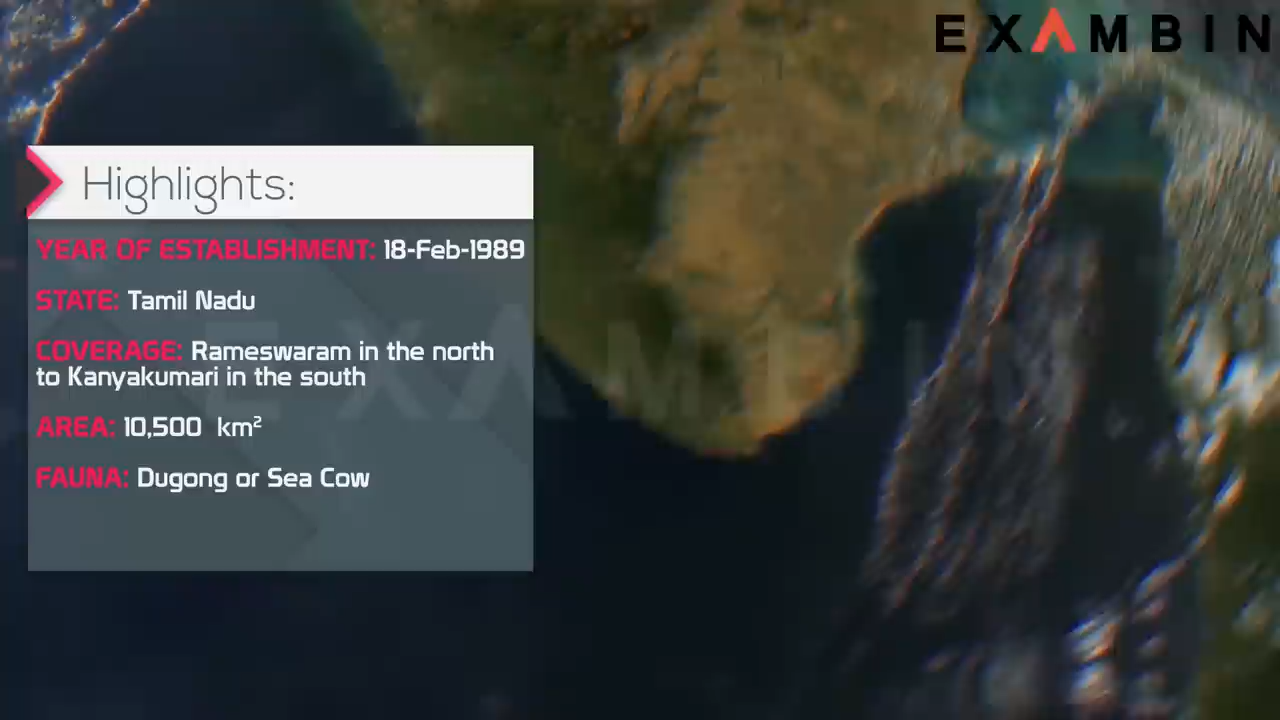 EXAMBIN
Highlights:
YEAR OF ESTABLISHMENT: 18-Feb-1989
STATE: Tamil Nadu
COVERAGE: Rameswaram in the north
to Kanyakumari in the south
EXAMBIN
AREA: 10,500 km²
FAUNA: Dugong or Sea Cow